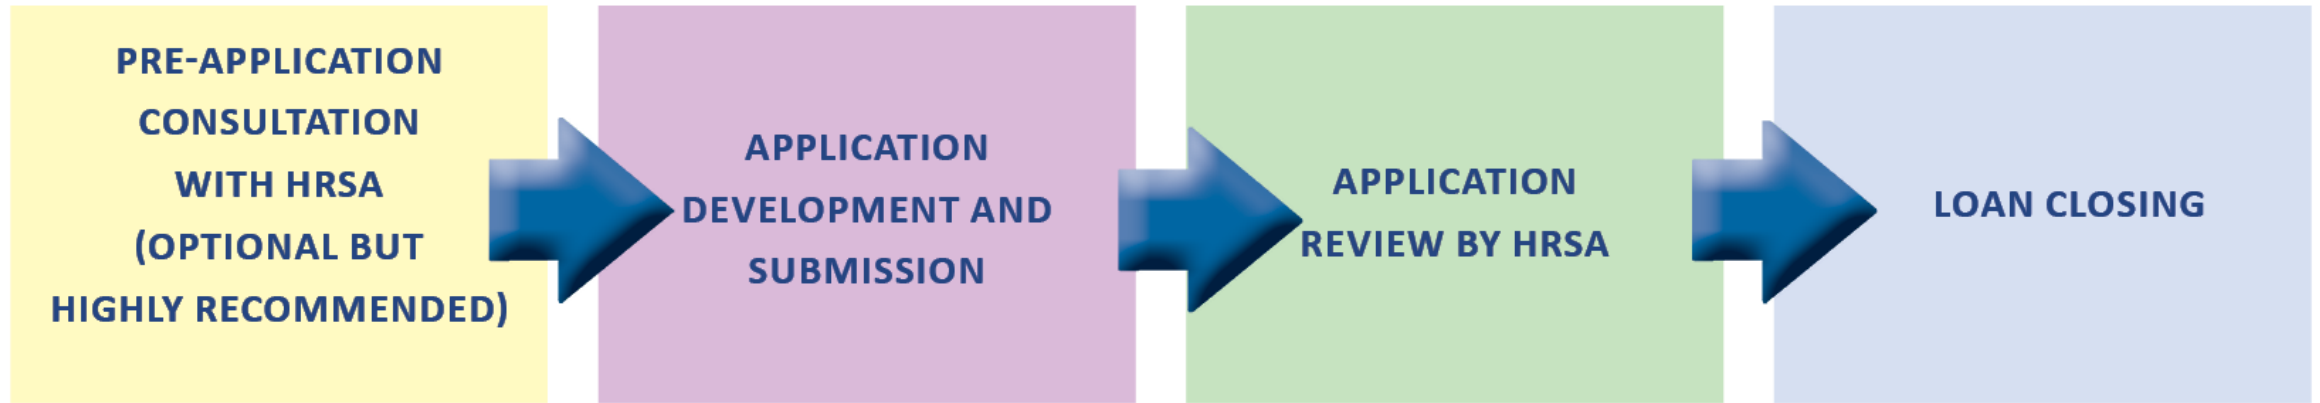 PRE-APPLICATION
CONSULTATION
WITH HRSA
(OPTIONAL BUT
HIGHLY RECOMMENDED)
APPLICATION
DEVELOPMENT AND
SUBMISSION
APPLICATION
REVIEW BY HRSA
LOAN CLOSING